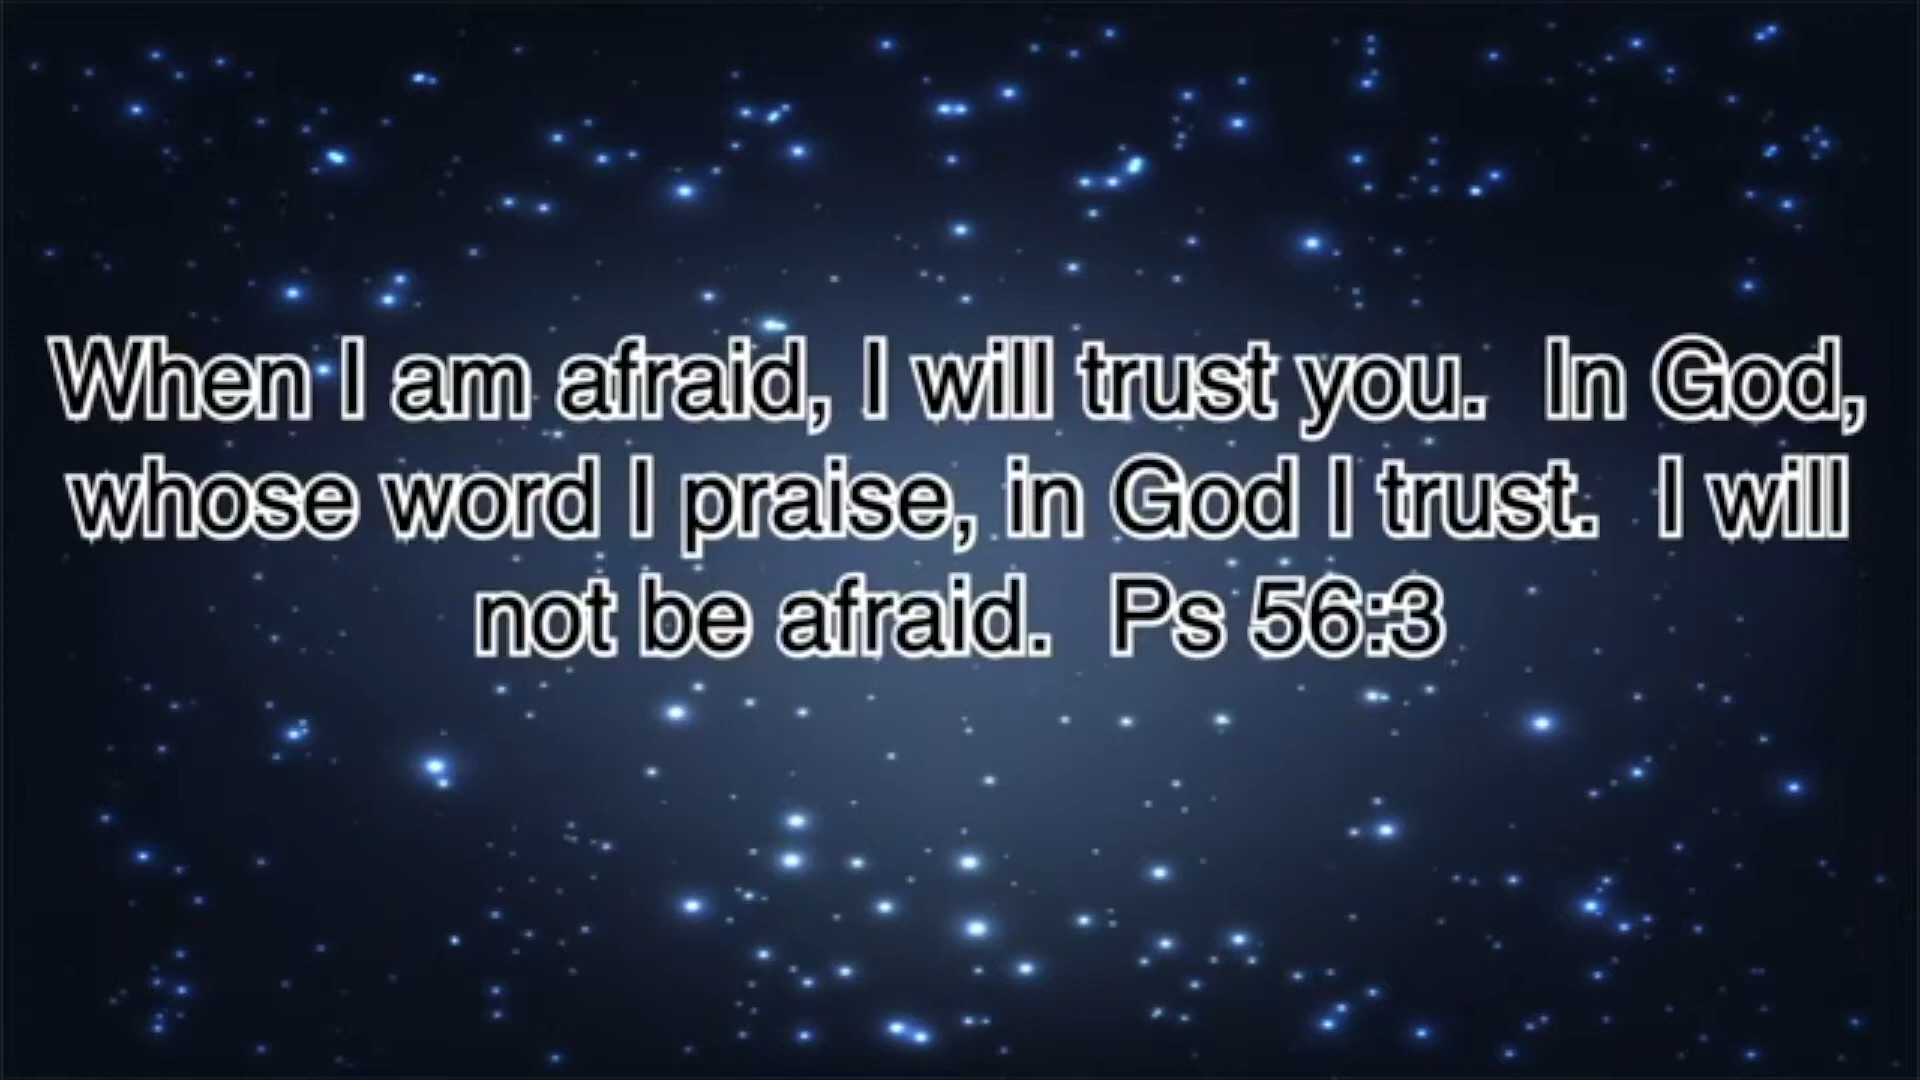 When I am afraid, I will trust you.  In God,
whose word I praise, in God I trust.  I will
not be afraid.  Ps 56:3